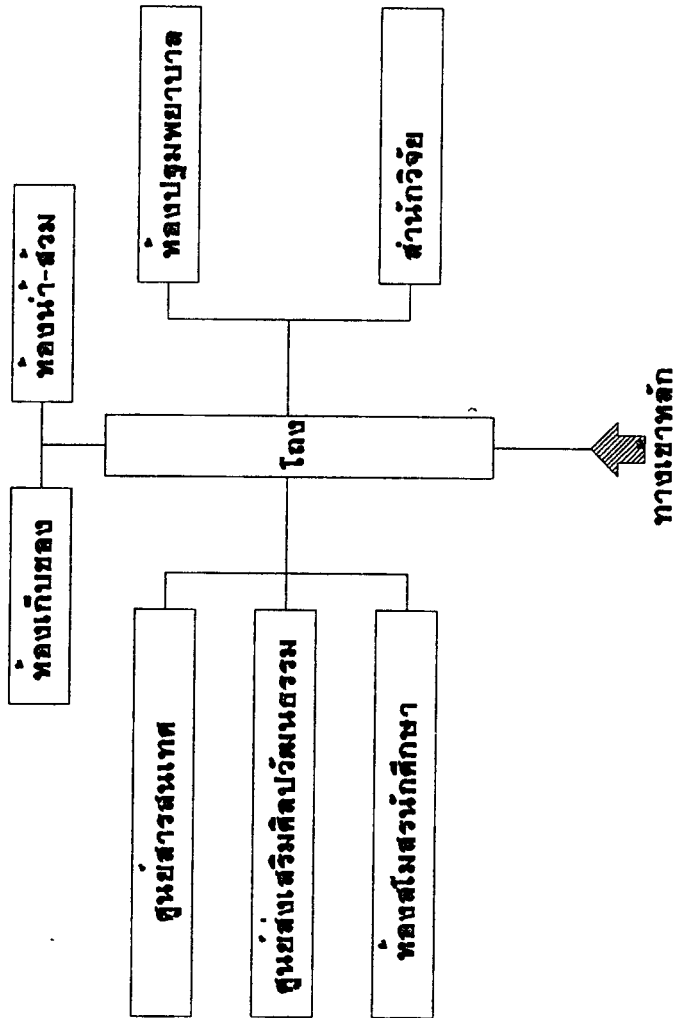 ห้องเก็บของ
ห้องน้ำ-ส้วม
ศูนย์สารสนเทศ
ศูนย์ส่งเสริมศิลปวัฒนธรรม
ห้องสโมสรนักศึกษา
โถง
ห้องปฐมพยาบาล
สำนักวิจัย
ทางเขาหลัก